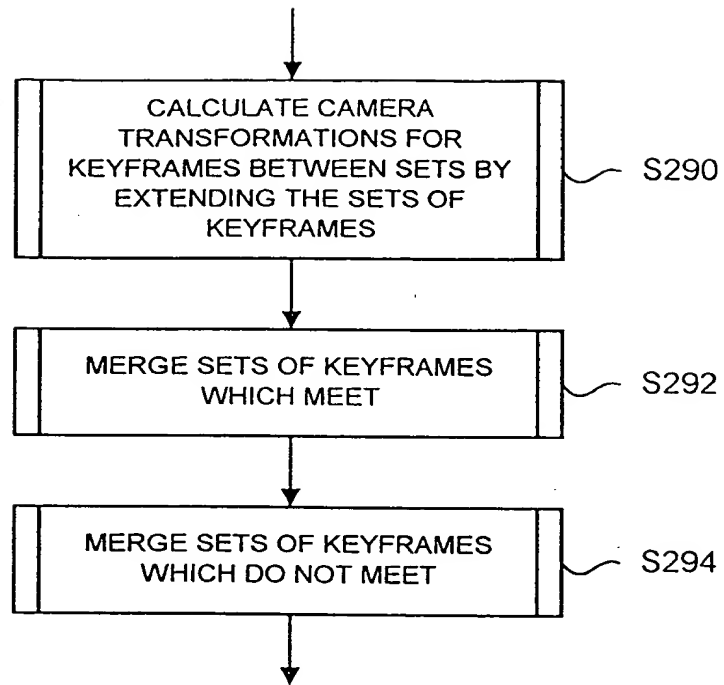 CALCULATE CAMERA
TRANSFORMATIONS FOR
KEYFRAMES BETWEEN SETS BY
EXTENDING THE SETS OF
KEYFRAMES
S290
MERGE SETS OF KEYFRAMES
WHICH MEET
S292
MERGE SETS OF KEYFRAMES
WHICH DO NOT MEET
S294